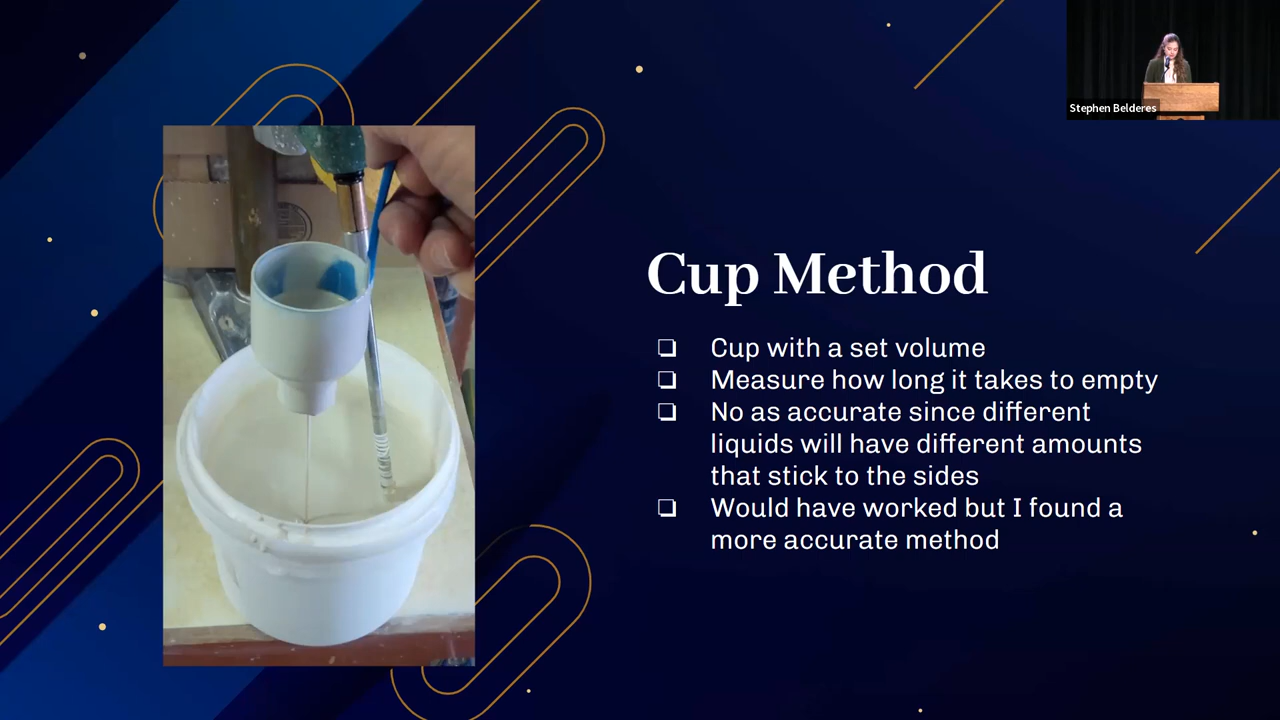 Stephen Belderes
Cup Method
❏ Cup with a set volume
❏ Measure how long it takes to empty
❏ No as accurate since different
liquids will have different amounts
that stick to the sides
❏ Would have worked but I found a
more accurate method